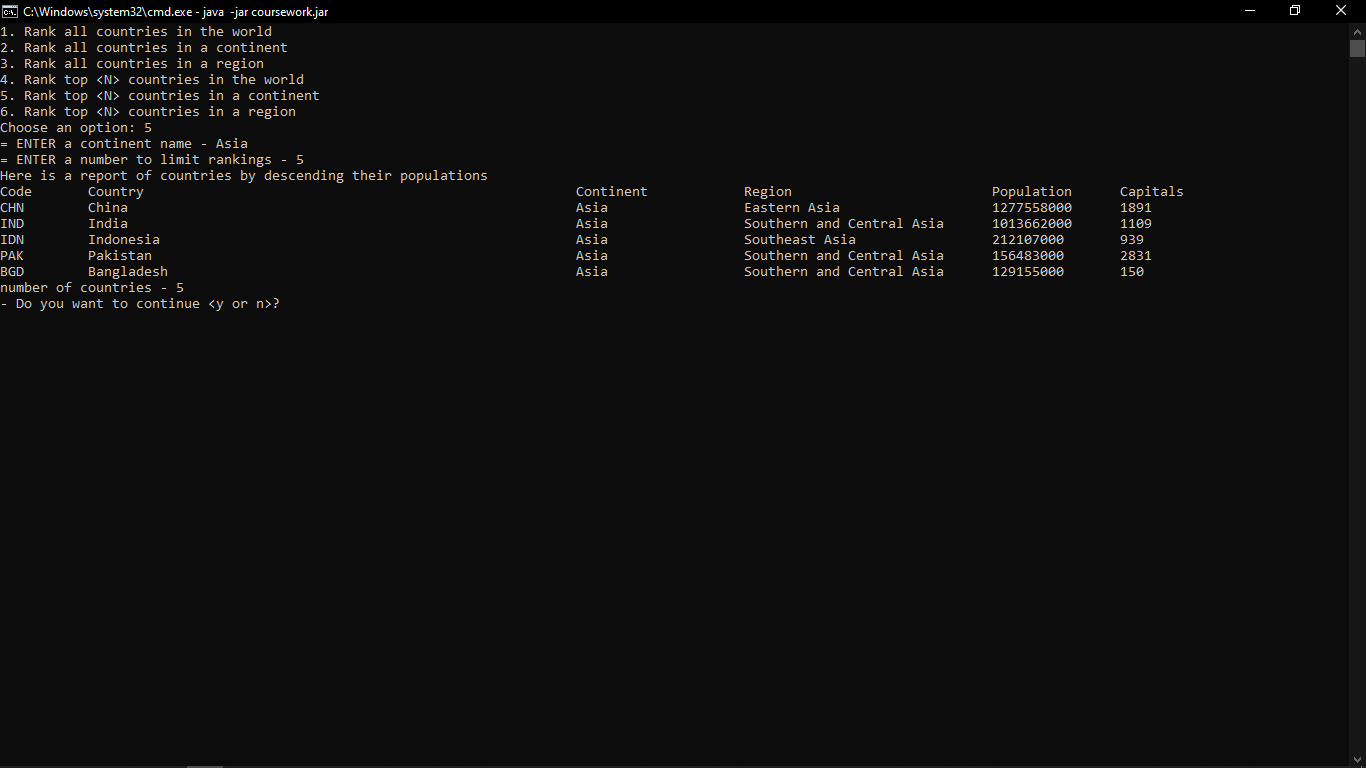 C:\Windows\system32\cmd.exe - java  -jar coursework.jar
1. Rank all countries in the world
2. Rank all countries in a continent
3. Rank all countries in a region
4. Rank top <N> countries in the world
5. Rank top <N> countries in a continent
6. Rank top <N> countries in a region
Choose an option: 5
= ENTER a continent name - Asia
= ENTER a number to limit rankings - 5
Here is a report of countries by descending their populations
Code Country Continent Region Population Capitals
CHN China Asia Eastern Asia 1277558000 1891
IND India Asia Southern and Central Asia 1013662000 1109
IDN Indonesia Asia Southeast Asia 212107000 939
PAK Pakistan Asia Southern and Central Asia 156483000 2831
BGD Bangladesh Asia Southern and Central Asia 129155000 150
number of countries - 5
- Do you want to continue <y or n>?